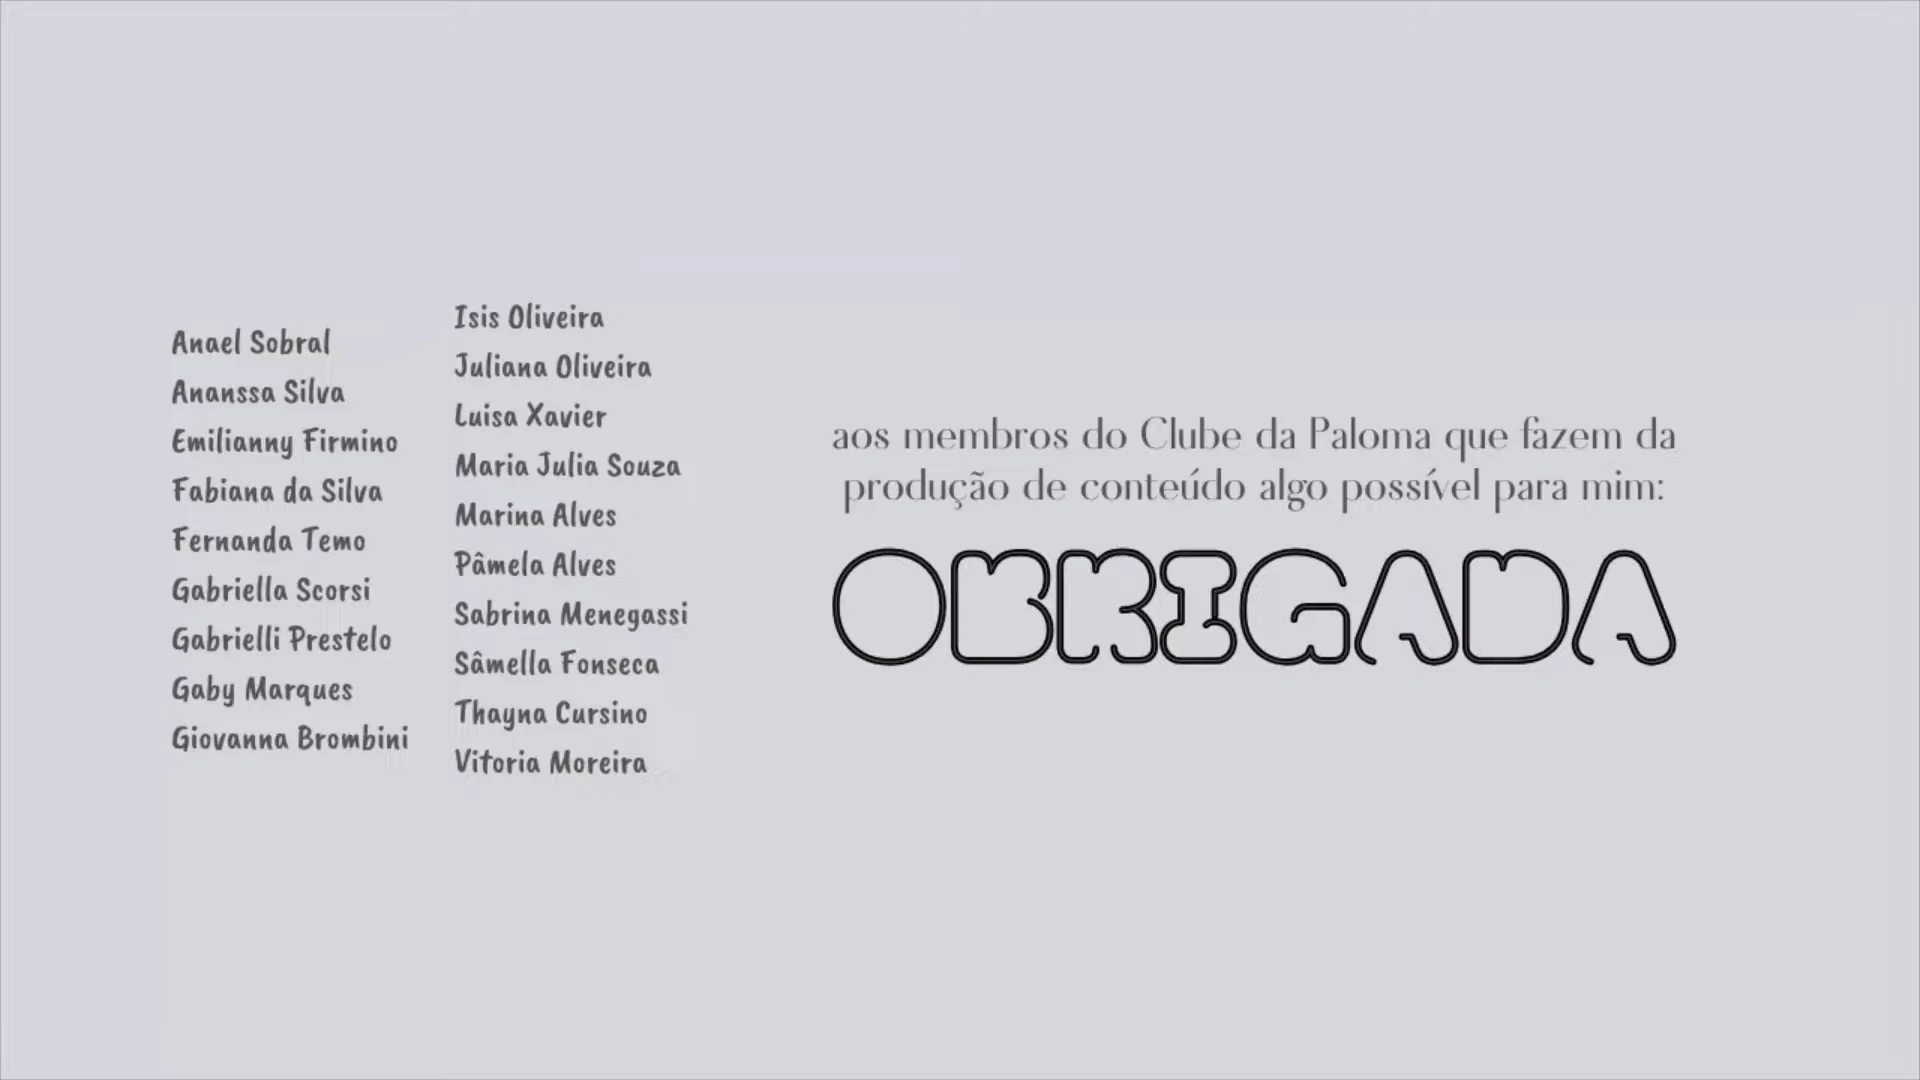 Anael Sobral
Ananssa Silva
Emilianny Firmino
Fabiana da Silva
Fernanda Temo
Gabriella Scorsi
Gabrielli Prestelo
Gaby Marques
Giovanna Brombini
Isis Oliveira
Juliana Oliveira
Luisa Xavier
Maria Julia Souza
Marina Alves
Pâmela Alves
Sabrina Menegassi
Sâmella Fonseca
Thayna Cursino
Vitoria Moreira
aos membros do Clube da Paloma que fazem da
produção de conteúdo algo possível para mim:
OBRIGADA